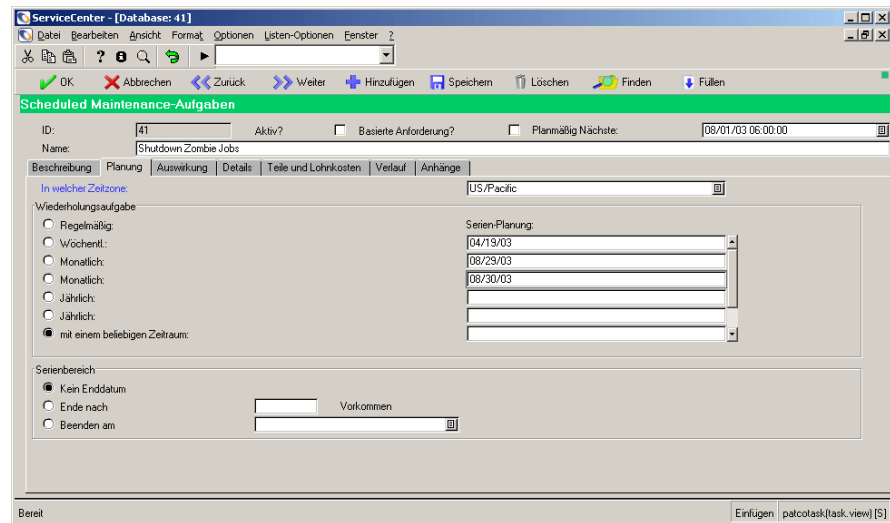 ServiceCenter - [Database: 41]
Datei Bearbeiten Ansicht Format Optionen Listen-Optionen Fenster ?
OK Abbrechen Zurück Weiter Hinzufügen Speichern Löschen Finden Füllen
Scheduled Maintenance-Aufgaben
ID: 41 Aktiv? Basierte Anforderung? Planmäßig Nächste: 08/01/03 06:00:00
Name: Shutdown Zombie Jobs
Beschreibung Planung Auswirkung Details Teile und Lohnkosten Verlauf Anhänge
In welcher Zeitzone: US/Pacific
Wiederholungsaufgabe
Regelmäßig: Serien-Planung:
Wöchentl.: 04/19/03
Monatlich: 08/29/03
Monatlich: 08/30/03
Jährlich:
Jährlich:
mit einem beliebigen Zeitraum:
Serienbereich
Kein Enddatum
Ende nach Vorkommen
Beenden am
Bereit Einfügen patcotask(task.view) [S]